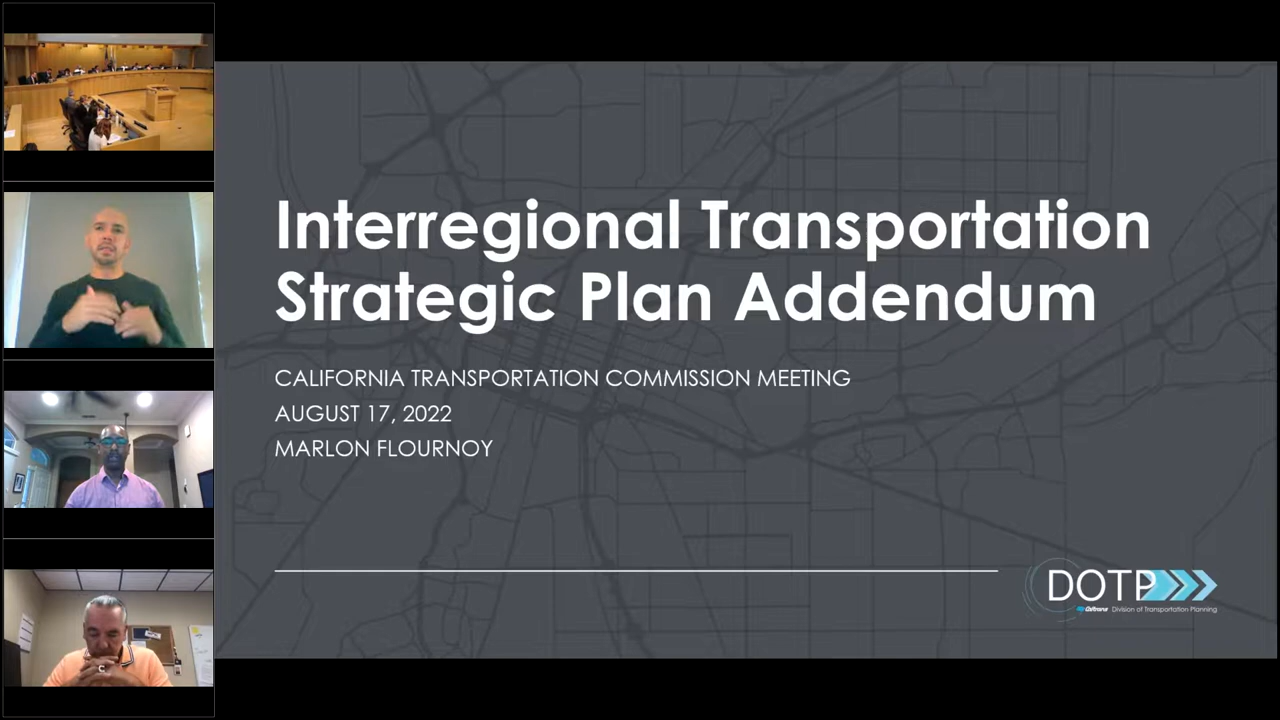 Interregional Transportation
Strategic Plan Addendum
CALIFORNIA TRANSPORTATION COMMISSION MEETING
AUGUST 17, 2022
MARLON FLOURNOY
DOTP
Caltrans Division of Transportation Planning